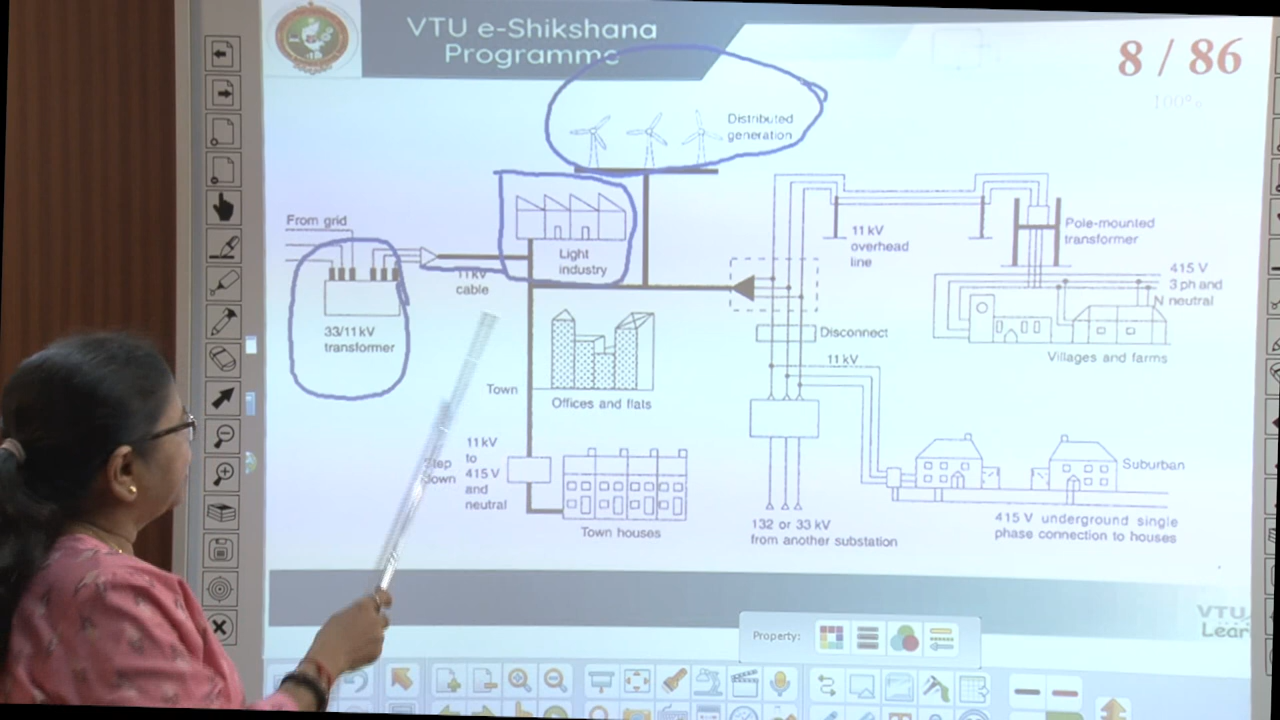 VTU e-Shikshana
Programme
8 / 86
100%
Distributed
generation
From grid
Light
industry
11 kV
cable
33/11 kV
transformer
11 kV
overhead
line
Pole-mounted
transformer
415 V
3 ph and
N neutral
Villages and farms
Disconnect
11 kV
Town
Offices and flats
Step
down
11 kV
to
415 V
and
neutral
Town houses
Suburban
132 or 33 kV
from another substation
415 V underground single
phase connection to houses
VTU
Learn
Property: